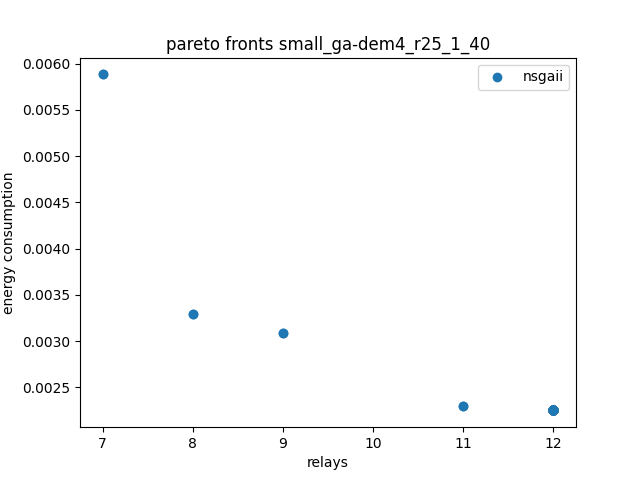 pareto fronts small_ga-dem4_r25_1_40
nsgaii
energy consumption
0.0060
0.0055
0.0050
0.0045
0.0040
0.0035
0.0030
0.0025
7 8 9 10 11 12
relays